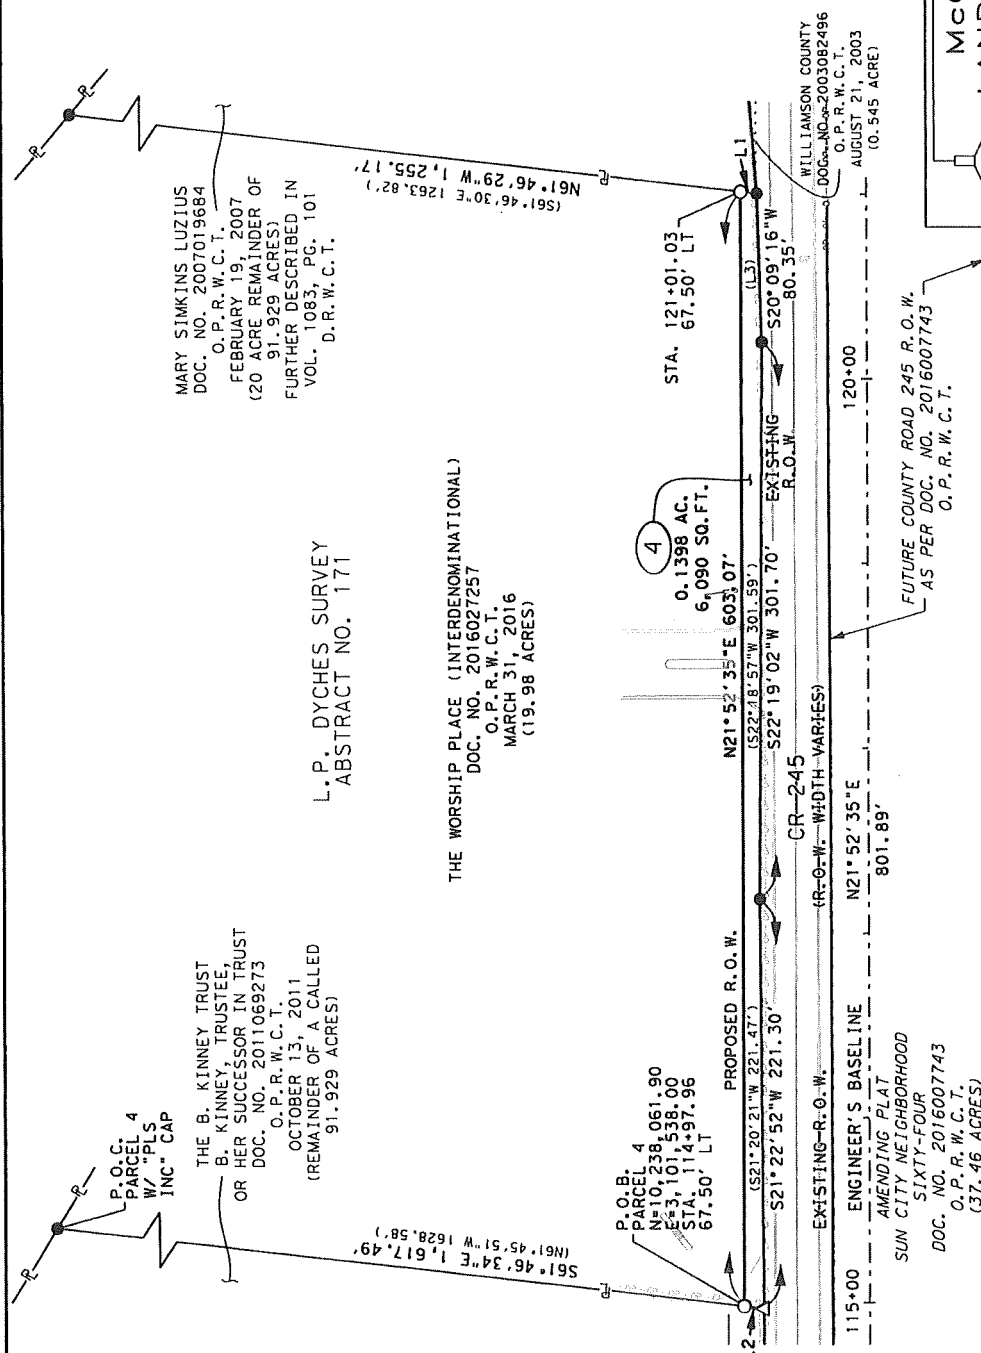 P.O.C.
PARCEL 4
W/ "PLS
INC" CAP
THE B. KINNEY TRUST
B. KINNEY, TRUSTEE,
OR HER SUCCESSOR IN TRUST
DOC. NO. 2011069273
O.P.R.W.C.T.
OCTOBER 13, 2011
(REMAINDER OF A CALLED
91.929 ACRES)
S61°46'34"E 1,617.49'
(N61°45'51"W 1628.58')
L.P. DYCHES SURVEY
ABSTRACT NO. 171
MARY SIMKINS LUZIUS
DOC. NO. 2007019684
O.P.R.W.C.T.
FEBRUARY 19, 2007
(20 ACRE REMAINDER OF
91.929 ACRES)
FURTHER DESCRIBED IN
VOL. 1083, PG. 101
D.R.W.C.T.
N61°46'29"W 1,255.17'
(S61°46'30"E 1263.82')
THE WORSHIP PLACE (INTERDENOMINATIONAL)
DOC. NO. 2016027257
O.P.R.W.C.T.
MARCH 31, 2016
(19.98 ACRES)
P.O.B.
PARCEL 4
N=10,238,061.90
E=3,101,538.00
STA. 114+97.96
67.50' LT
STA. 121+01.03
67.50' LT
4
0.1398 AC.
6,090 SQ.FT.
PROPOSED R.O.W.
N21°52'35"E 603.07'
(S21°20'21"W 221.47')
(S22°18'57"W 301.59')
(L3)
L1
S21°22'52"W 221.30'
S22°19'02"W 301.70'
S20°09'16"W
80.35'
EXISTING
R.O.W.
CR 245
EXISTING R.O.W.
(R.O.W. WIDTH VARIES)
WILLIAMSON COUNTY
DOC. NO. 2003082496
O.P.R.W.C.T.
AUGUST 21, 2003
(0.545 ACRE)
115+00
ENGINEER'S BASELINE
N21°52'35"E
801.89'
120+00
AMENDING PLAT
SUN CITY NEIGHBORHOOD
SIXTY-FOUR
DOC. NO. 2016007743
O.P.R.W.C.T.
(37.46 ACRES)
FUTURE COUNTY ROAD 245 R.O.W.
AS PER DOC. NO. 2016007743
O.P.R.W.C.T.